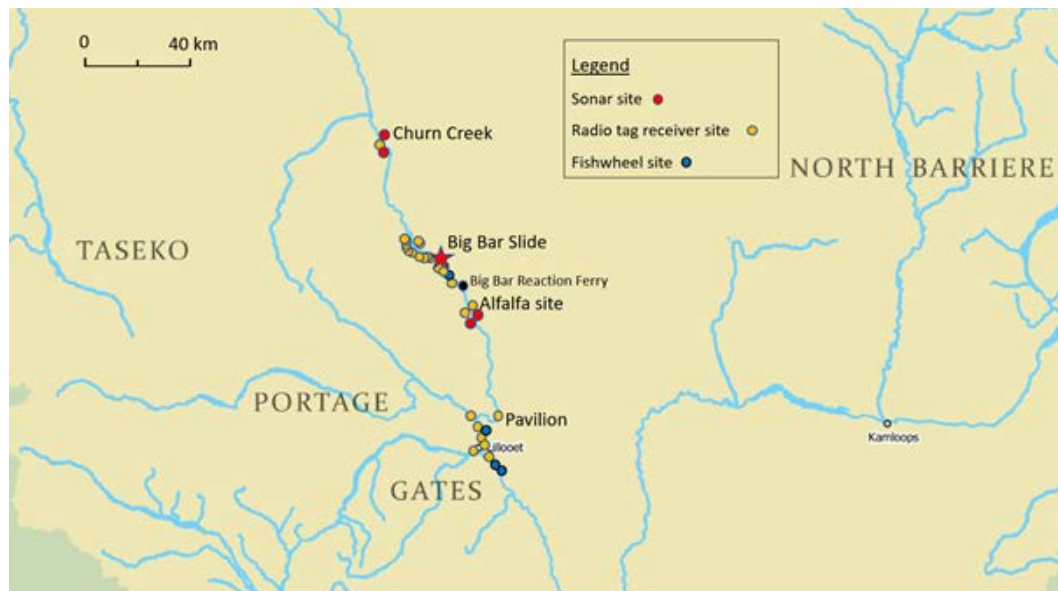 0 40 km
Legend
Sonar site
Radio tag receiver site
Fishwheel site
Churn Creek
NORTH BARRIERE
TASEKO
Big Bar Slide
Big Bar Reaction Ferry
Alfalfa site
PORTAGE
Pavilion
Kamloops
GATES